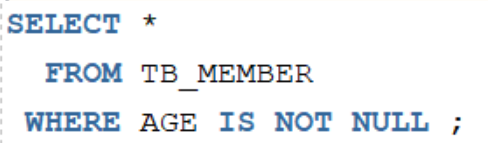 SELECT *
FROM TB_MEMBER
WHERE AGE IS NOT NULL ;